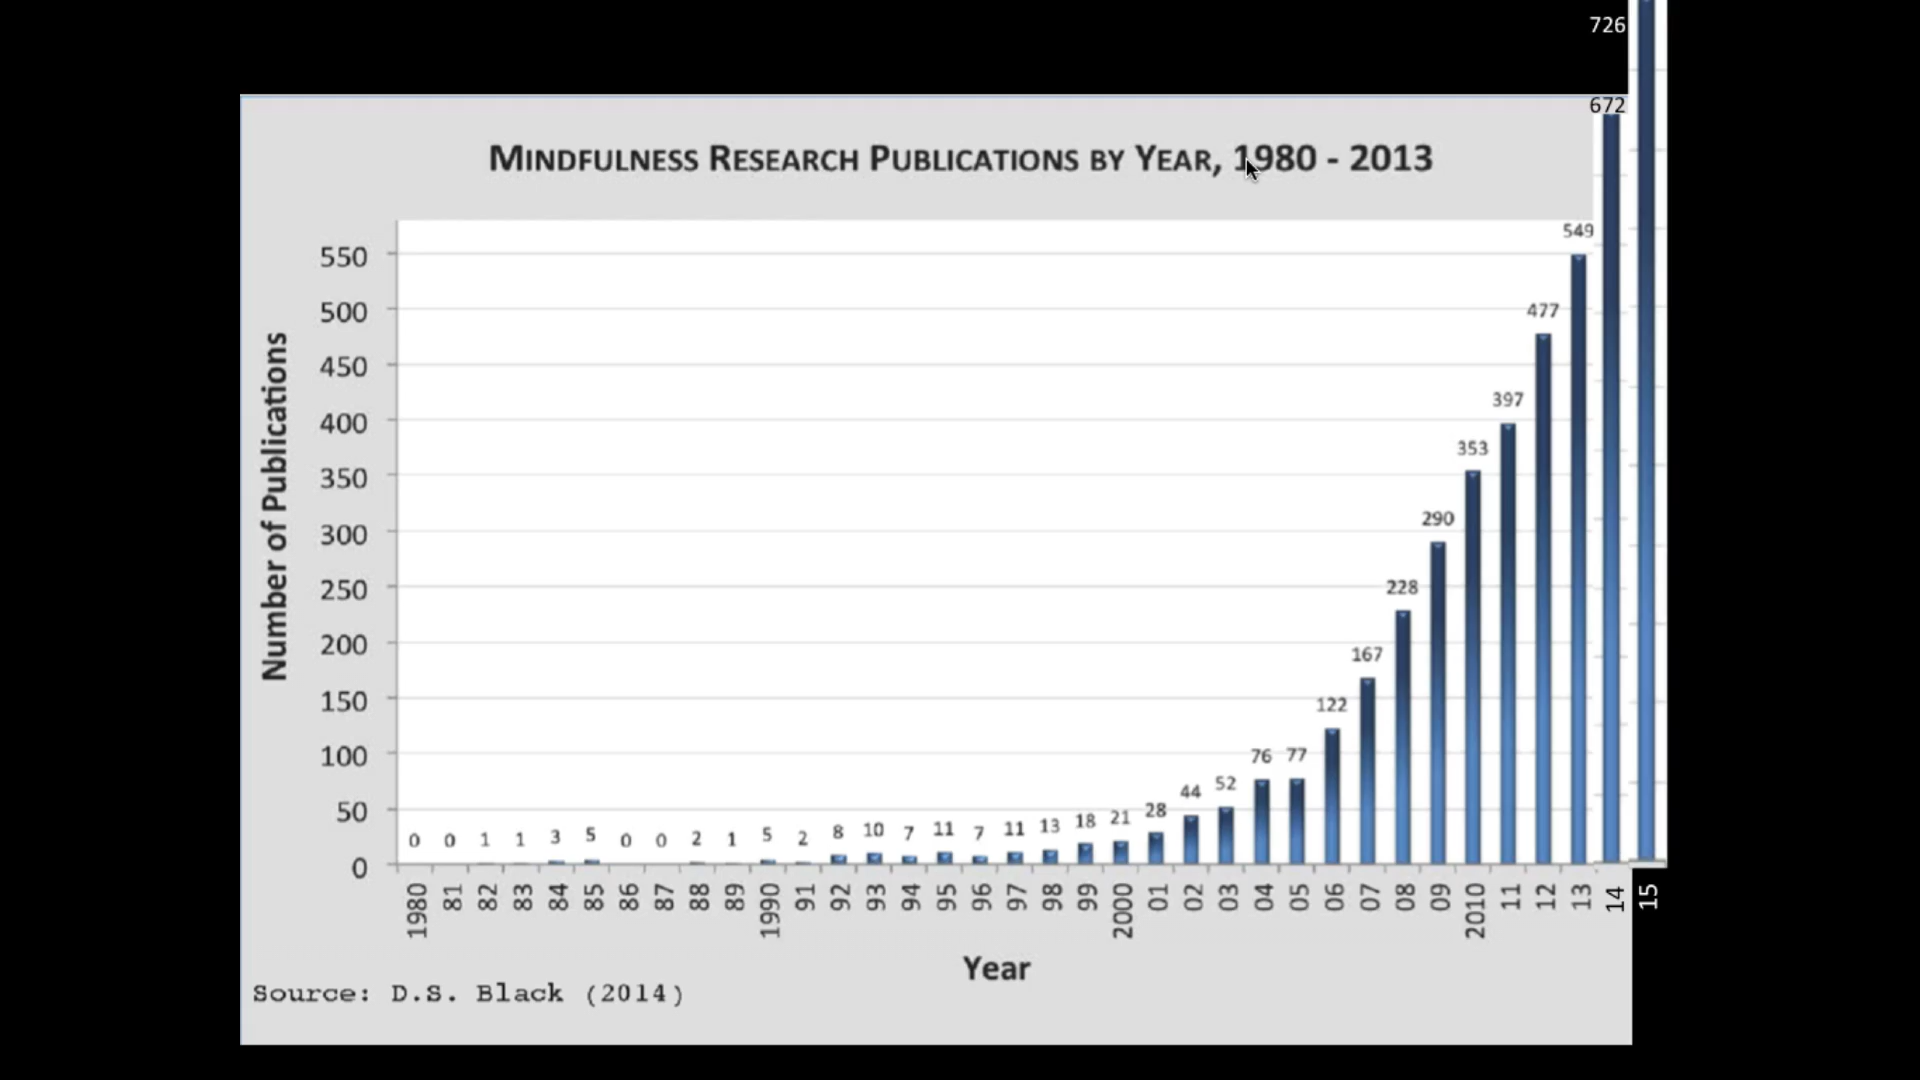 726
672
MINDFULNESS RESEARCH PUBLICATIONS BY YEAR, 1980 - 2013
Number of Publications
550
500
450
400
350
300
250
200
150
100
50
0
0 0 1 1 3 5 0 0 2 1 5 2 8 10 7 11 7 11 13 18 21 28 44 52 76 77 122 167 228 290 353 397 477 549
1980 81 82 83 84 85 86 87 88 89 1990 91 92 93 94 95 96 97 98 99 2000 01 02 03 04 05 06 07 08 09 2010 11 12 13 14 15
Year
Source: D.S. Black (2014)